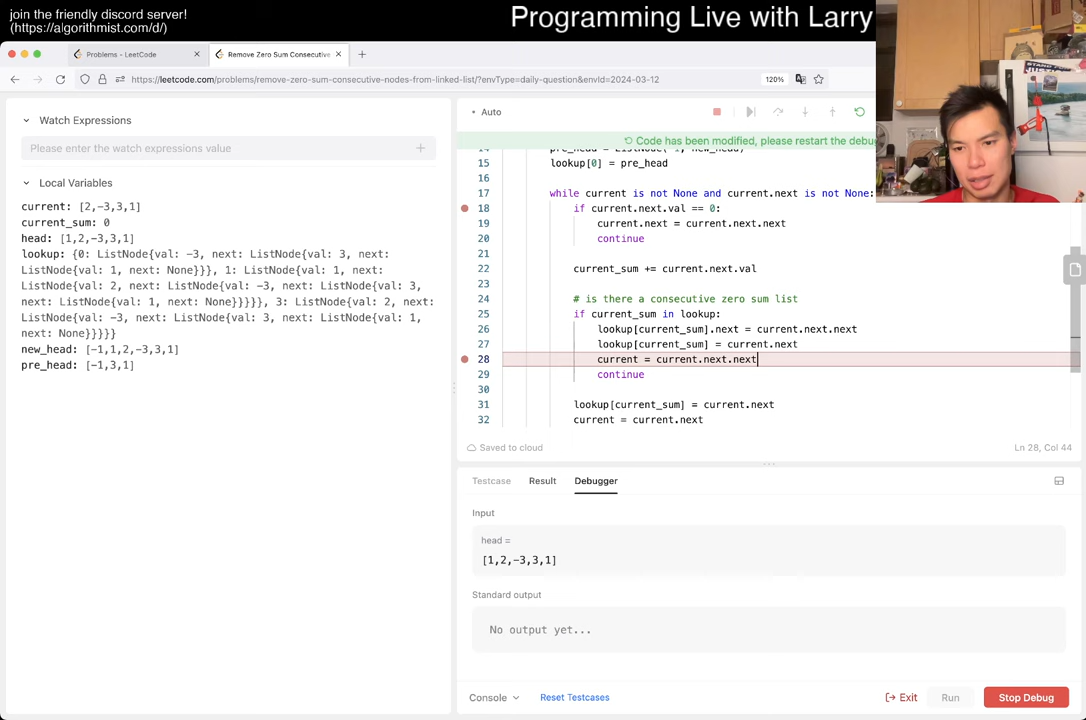 join the friendly discord server!
(https://algorithmist.com/d/)
Programming Live with Larry
Problems - LeetCode
Remove Zero Sum Consecutive
https://leetcode.com/problems/remove-zero-sum-consecutive-nodes-from-linked-list/?envType=daily-question&envId=2024-03-12
120%
Watch Expressions
Please enter the watch expressions value
Local Variables
current: [2,-3,3,1]
current_sum: 0
head: [1,2,-3,3,1]
lookup: {0: ListNode{val: -3, next: ListNode{val: 3, next:
ListNode{val: 1, next: None}}}, 1: ListNode{val: 1, next:
ListNode{val: 2, next: ListNode{val: -3, next: ListNode{val: 3,
next: ListNode{val: 1, next: None}}}}}, 3: ListNode{val: 2, next:
ListNode{val: -3, next: ListNode{val: 3, next: ListNode{val: 1,
next: None}}}}}
new_head: [-1,1,2,-3,3,1]
pre_head: [-1,3,1]
Auto
Code has been modified, please restart the debug
15 lookup[0] = pre_head
16
17 while current is not None and current.next is not None:
18 if current.next.val == 0:
19 current.next = current.next.next
20 continue
21
22 current_sum += current.next.val
23
24 # is there a consecutive zero sum list
25 if current_sum in lookup:
26 lookup[current_sum].next = current.next.next
27 lookup[current_sum] = current.next
28 current = current.next.next
29 continue
30
31 lookup[current_sum] = current.next
32 current = current.next
Saved to cloud
Ln 28, Col 44
Testcase Result Debugger
Input
head =
[1,2,-3,3,1]
Standard output
No output yet...
Console
Reset Testcases
Exit
Run
Stop Debug